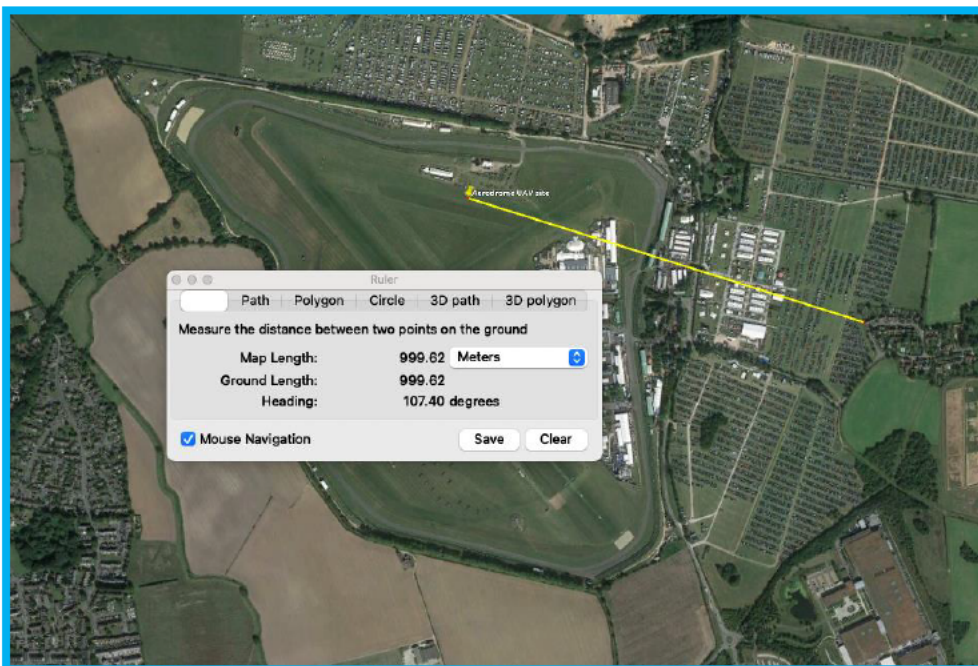 Aerodrome UAV site
Ruler
Path Polygon Circle 3D path 3D polygon
Measure the distance between two points on the ground
Map Length: 999.62 Meters
Ground Length: 999.62
Heading: 107.40 degrees
Mouse Navigation Save Clear